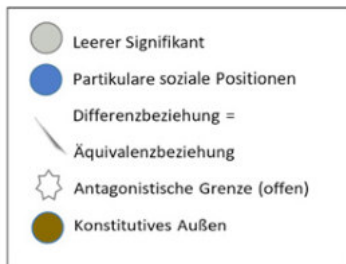 Leerer Signifikant
Partikulare soziale Positionen
Differenzbeziehung =
Äquivalenzbeziehung
Antagonistische Grenze (offen)
Konstitutives Außen